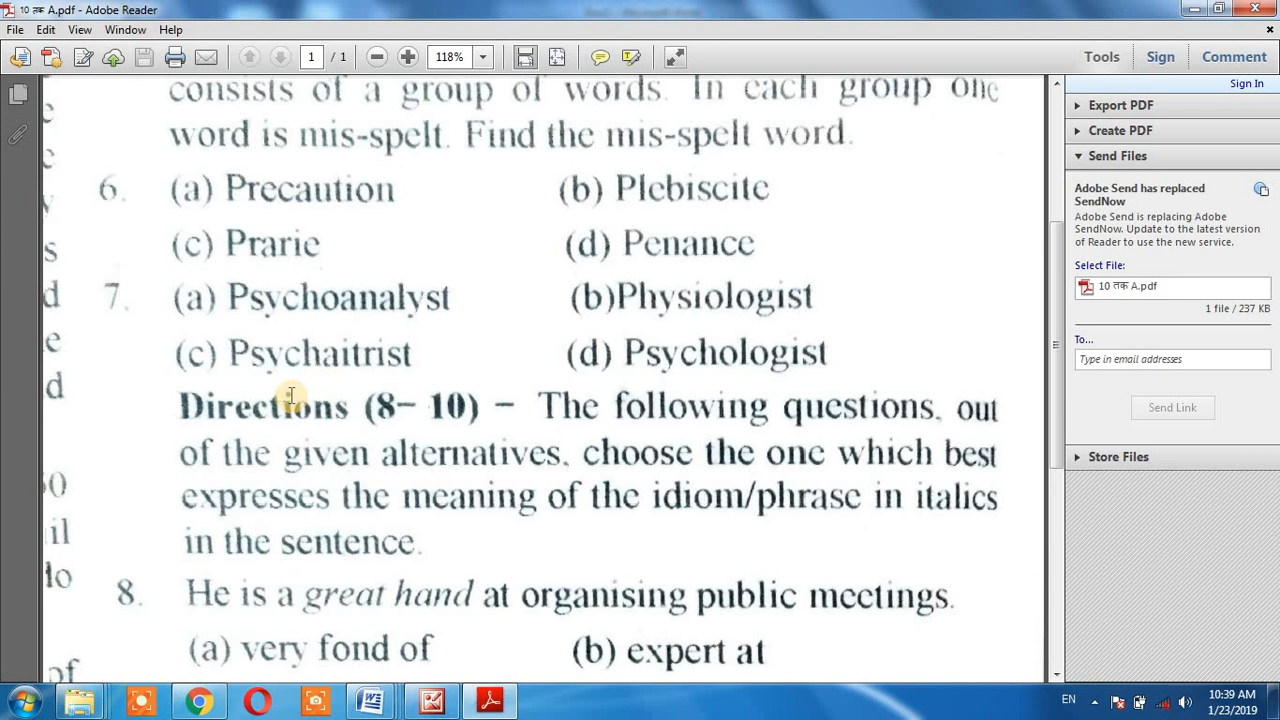 10 तक A.pdf - Adobe Reader
File Edit View Window Help
1 / 1 118% Tools Sign Comment
Sign In
Export PDF
Create PDF
Send Files
Adobe Send has replaced
SendNow
Adobe Send is replacing Adobe
SendNow. Update to the latest version
of Reader to use the new service.
Select File:
10 तक A.pdf
1 file / 237 KB
To...
Type in email addresses
Send Link
Store Files
consists of a group of words. In each group one
word is mis-spelt. Find the mis-spelt word.
6. (a) Precaution (b) Plebiscite
(c) Prarie (d) Penance
7. (a) Psychoanalyst (b)Physiologist
(c) Psychaitrist (d) Psychologist
Directions (8– 10) – The following questions, out
of the given alternatives, choose the one which best
expresses the meaning of the idiom/phrase in italics
in the sentence.
8. He is a great hand at organising public meetings.
(a) very fond of (b) expert at
EN 10:39 AM
1/23/2019